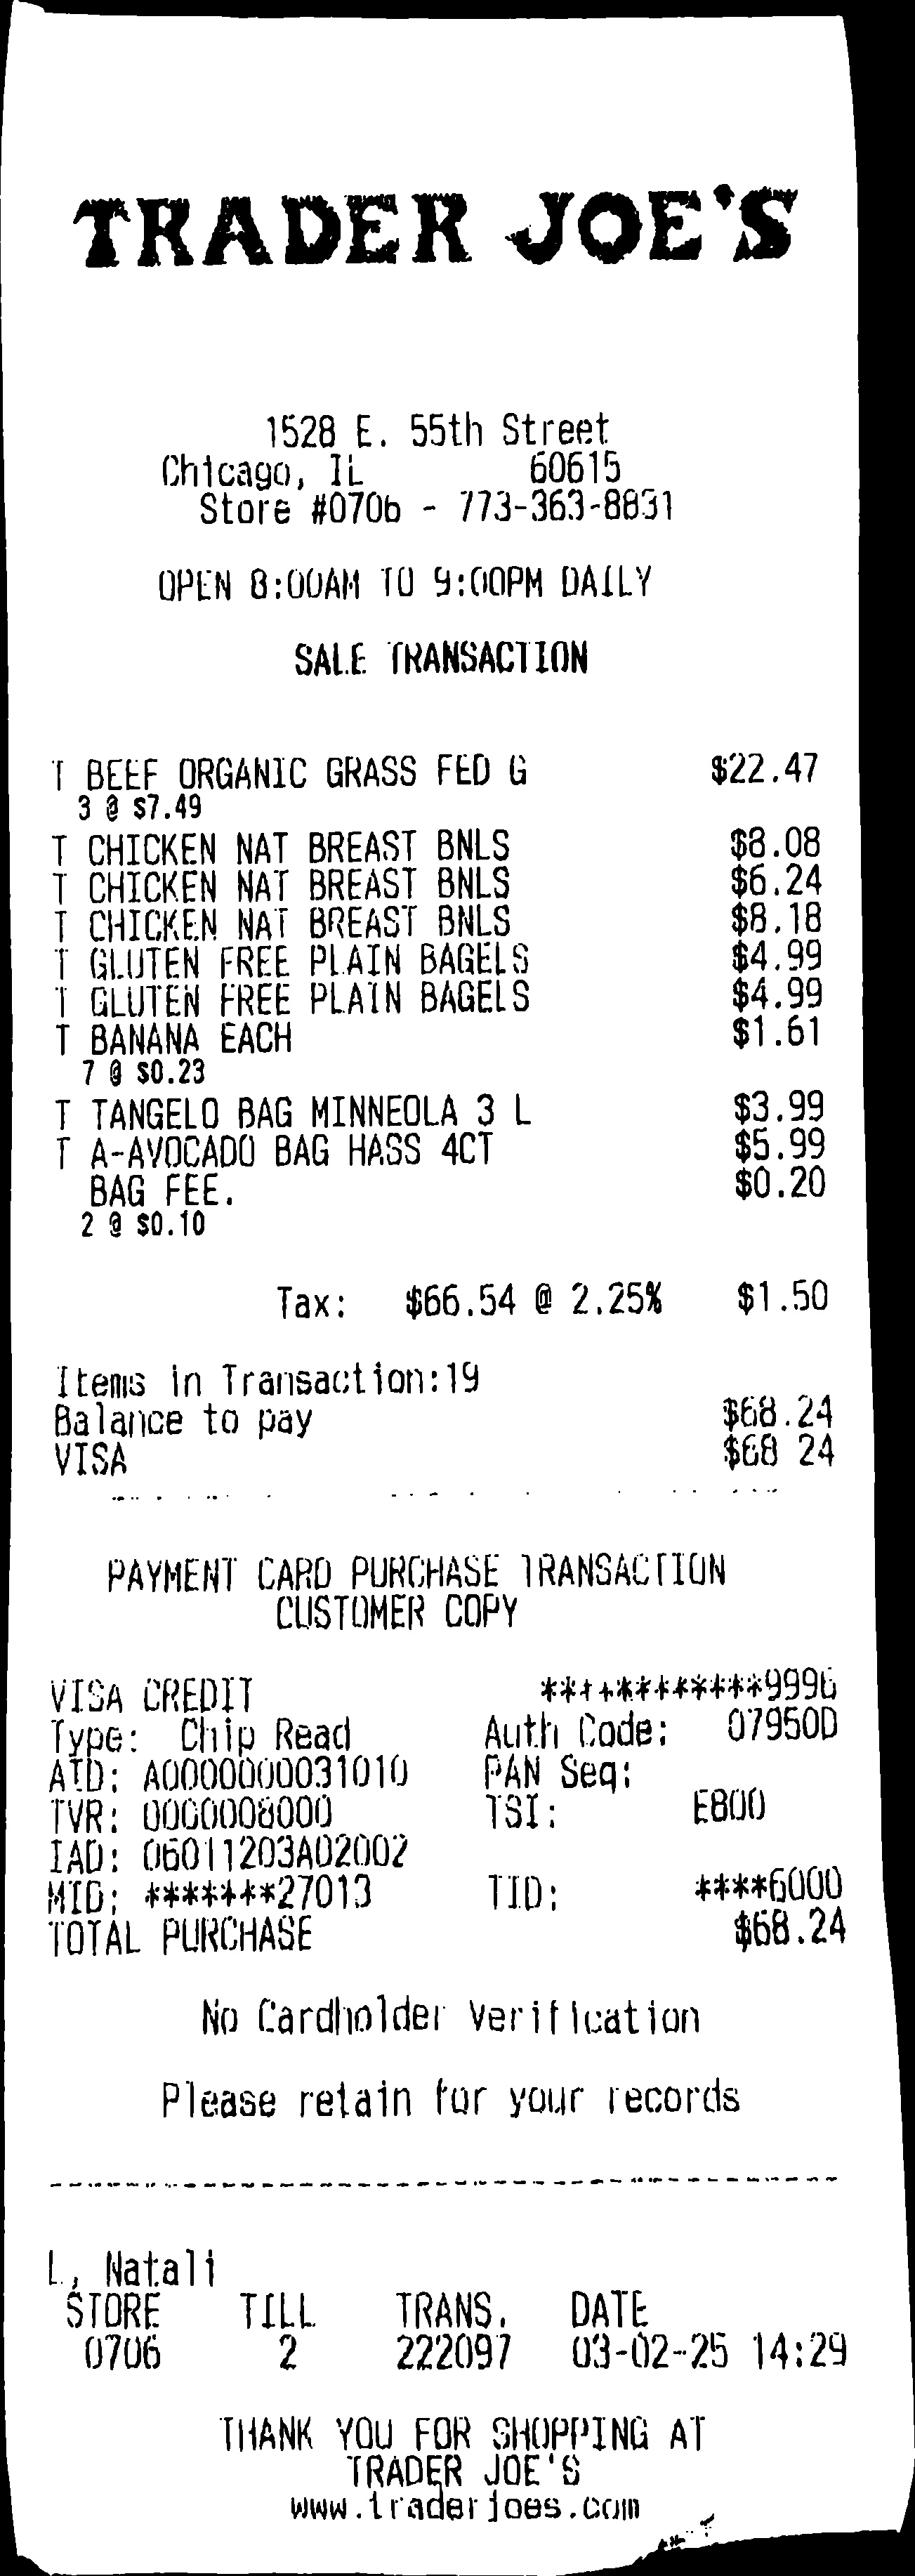 TRADER JOE'S
1528 E. 55th Street
Chicago, IL 60615
Store #0706 - 773-363-8831
OPEN 8:00AM TO 9:00PM DAILY
SALE TRANSACTION
T BEEF ORGANIC GRASS FED G $22.47
3 @ $7.49
T CHICKEN NAT BREAST BNLS $8.08
T CHICKEN NAT BREAST BNLS $6.24
T CHICKEN NAT BREAST BNLS $8.18
T GLUTEN FREE PLAIN BAGELS $4.99
T GLUTEN FREE PLAIN BAGELS $4.99
T BANANA EACH $1.61
7 @ $0.23
T TANGELO BAG MINNEOLA 3 L $3.99
T A-AVOCADO BAG HASS 4CT $5.99
BAG FEE. $0.20
2 @ $0.10
Tax: $66.54 @ 2.25% $1.50
Items in Transaction:19
Balance to pay $68.24
VISA $68.24
PAYMENT CARD PURCHASE TRANSACTION
CUSTOMER COPY
VISA CREDIT ************9996
Type: Chip Read Auth Code: 07950D
AID: A0000000031010 PAN Seq:
TVR: 0000008000 TSI: E800
IAD: 06011203A02002
MID: *******27013 TID: ****6000
TOTAL PURCHASE $68.24
No Cardholder Verification
Please retain for your records
L, Natali
STORE TILL TRANS. DATE
0706 2 222097 03-02-25 14:29
THANK YOU FOR SHOPPING AT
TRADER JOE'S
www.traderjoes.com